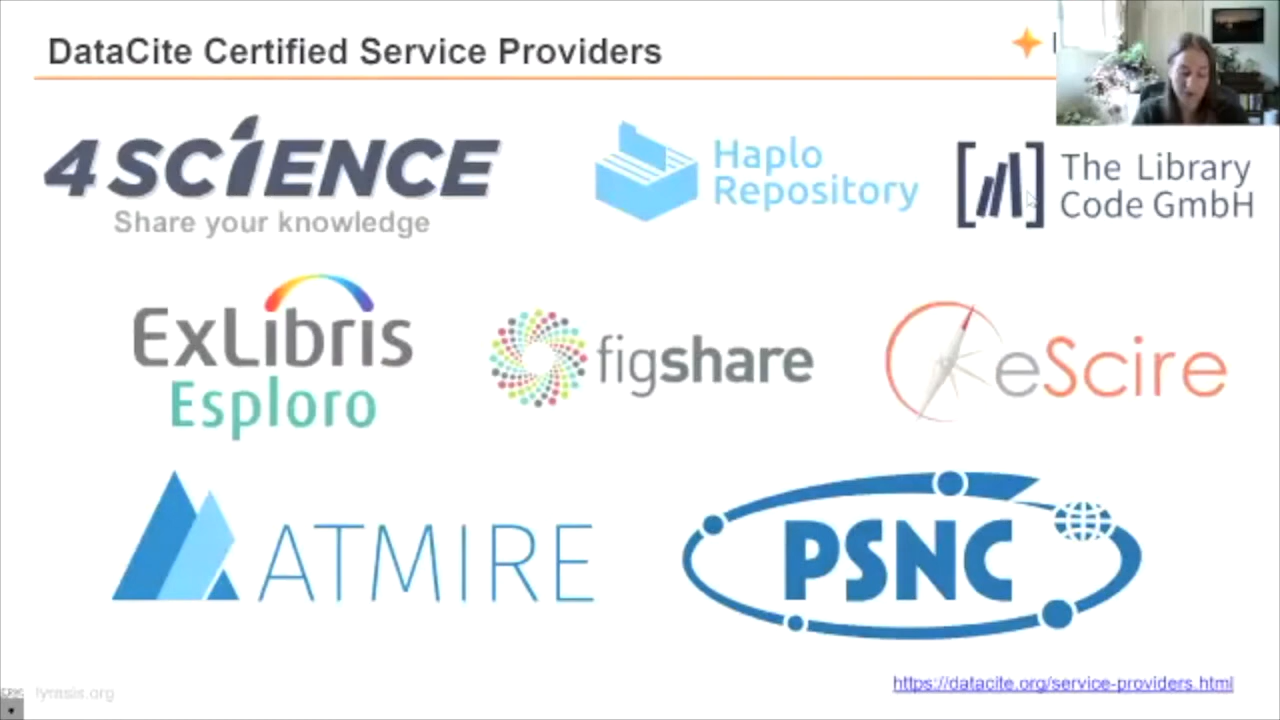 DataCite Certified Service Providers
4SCIENCE
Share your knowledge
Haplo
Repository
The Library
Code GmbH
ExLibris
Esploro
figshare
eScire
ATMIRE
PSNC
lyrasis.org
https://datacite.org/service-providers.html